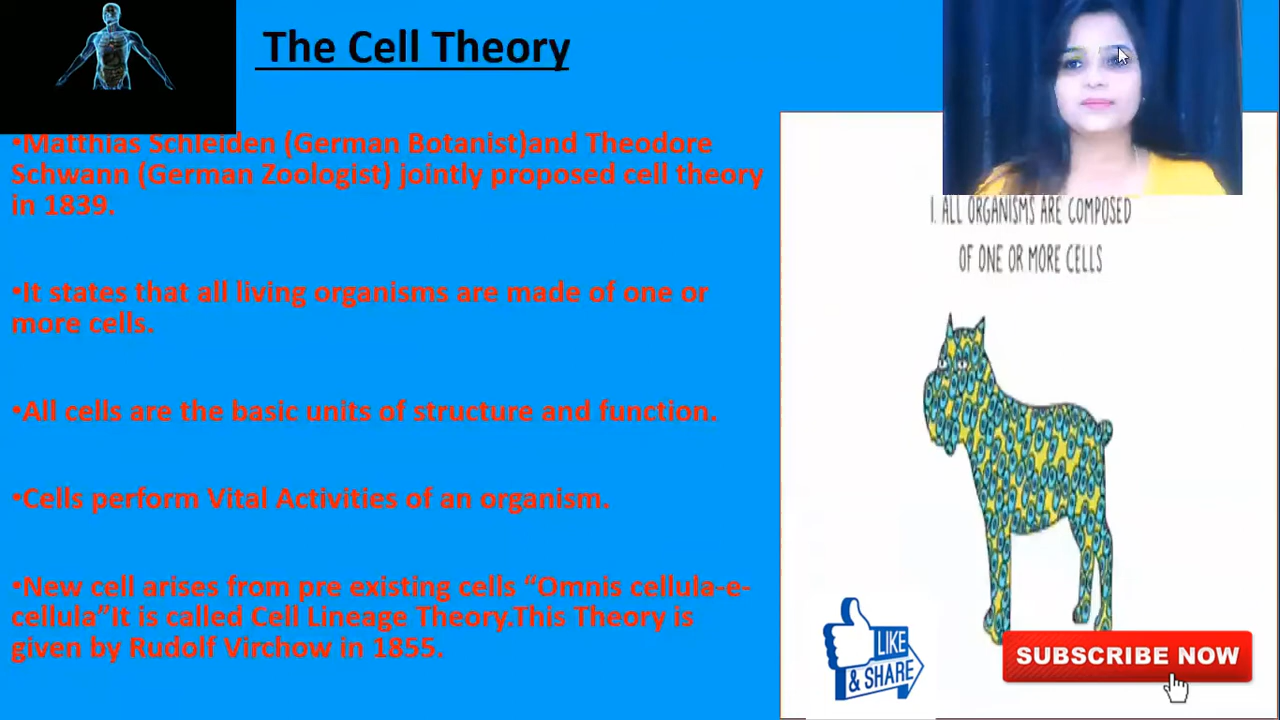 The Cell Theory
•Matthias Schleiden (German Botanist)and Theodore
Schwann (German Zoologist) jointly proposed cell theory
in 1839.
•It states that all living organisms are made of one or
more cells.
•All cells are the basic units of structure and function.
•Cells perform Vital Activities of an organism.
•New cell arises from pre existing cells “Omnis cellula-e-
cellula”It is called Cell Lineage Theory.This Theory is
given by Rudolf Virchow in 1855.
1. ALL ORGANISMS ARE COMPOSED
OF ONE OR MORE CELLS
LIKE
& SHARE
SUBSCRIBE NOW